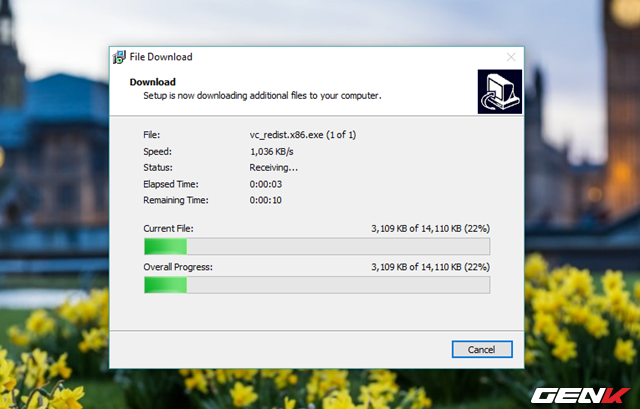 File Download
Download
Setup is now downloading additional files to your computer.
File: vc_redist.x86.exe (1 of 1)
Speed: 1,036 KB/s
Status: Receiving...
Elapsed Time: 0:00:03
Remaining Time: 0:00:10
Current File: 3,109 KB of 14,110 KB (22%)
Overall Progress: 3,109 KB of 14,110 KB (22%)
Cancel
GENK